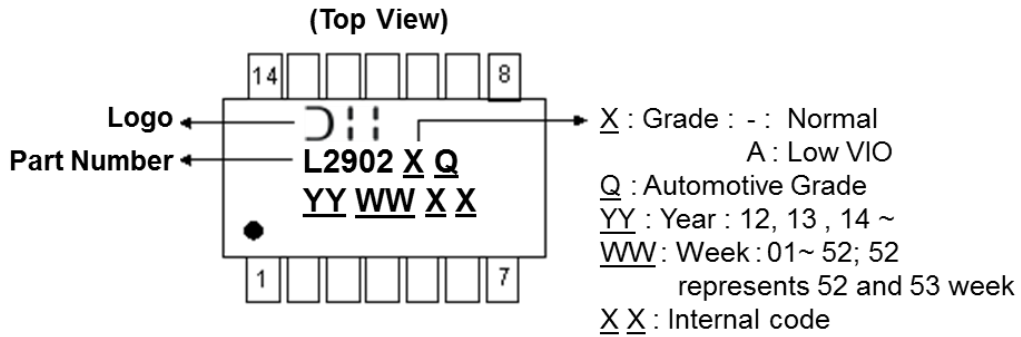 (Top View)
14
8
Logo
Part Number
L2902 X Q
YY WW X X
1
7
X : Grade : - : Normal
A : Low VIO
Q : Automotive Grade
YY : Year : 12, 13 , 14 ~
WW : Week : 01~ 52; 52
represents 52 and 53 week
X X : Internal code